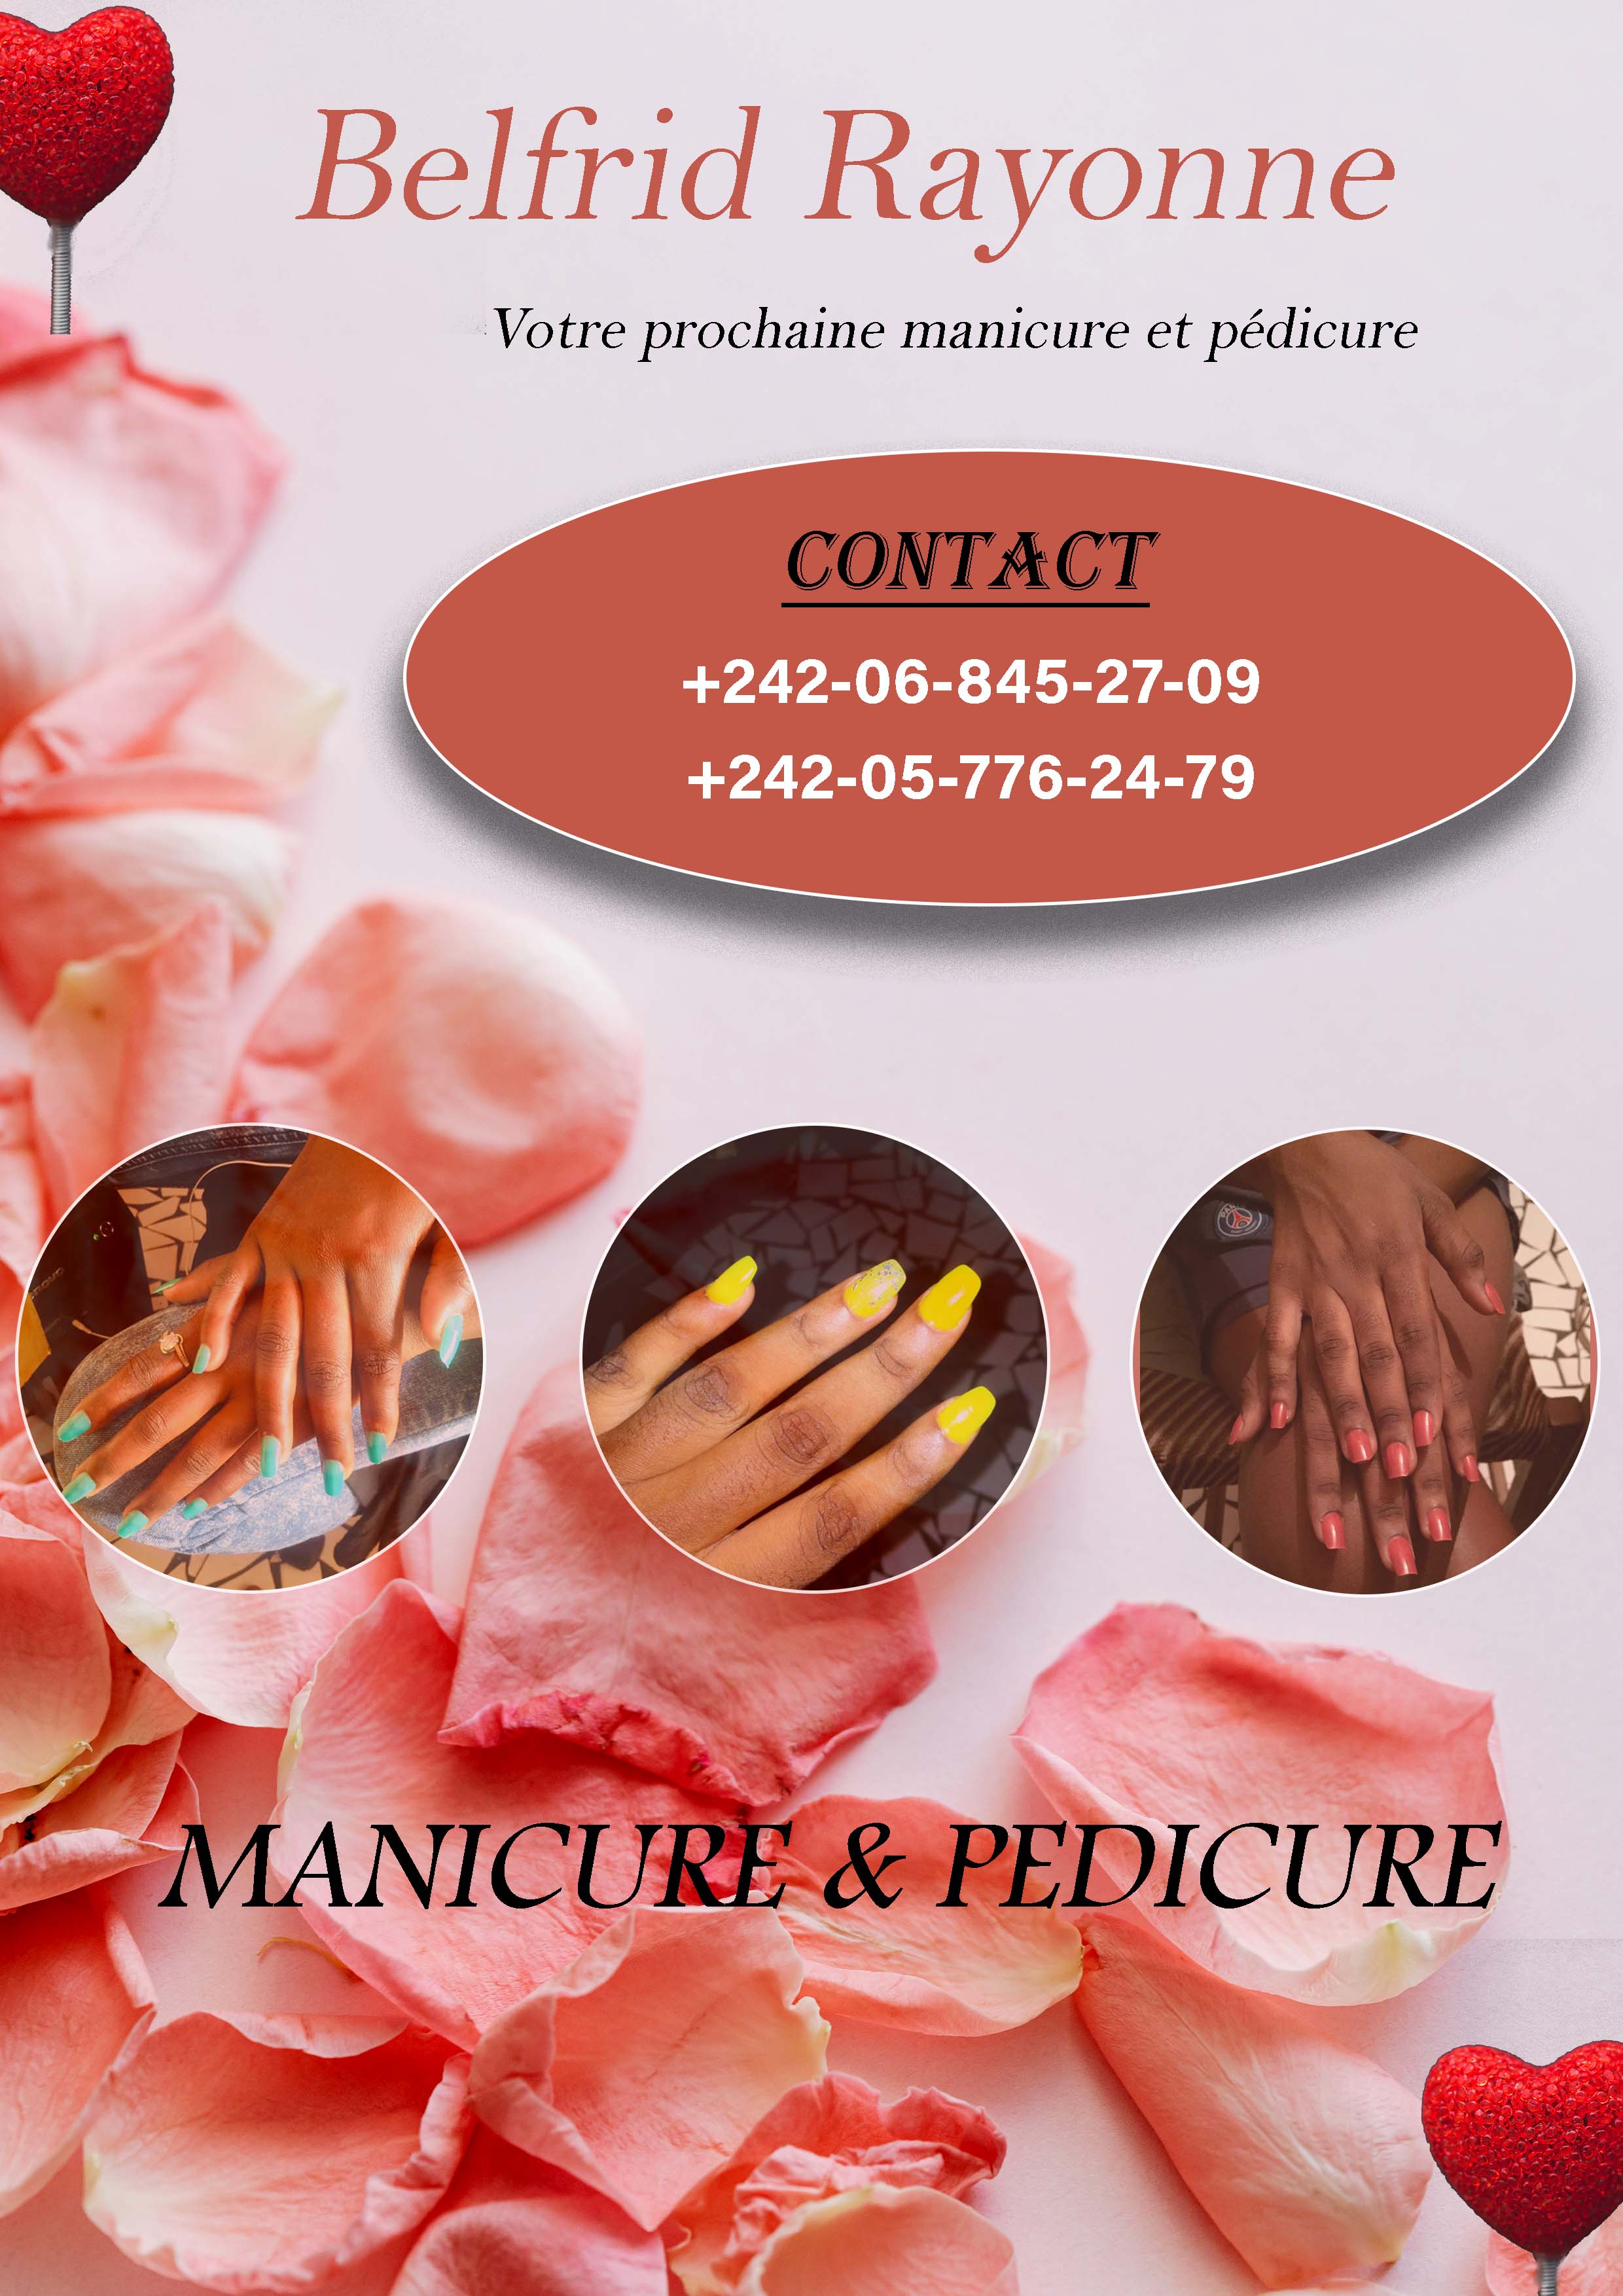 Belfrid Rayonne
Votre prochaine manicure et pédicure
CONTACT
+242-06-845-27-09
+242-05-776-24-79
MANICURE & PEDICURE